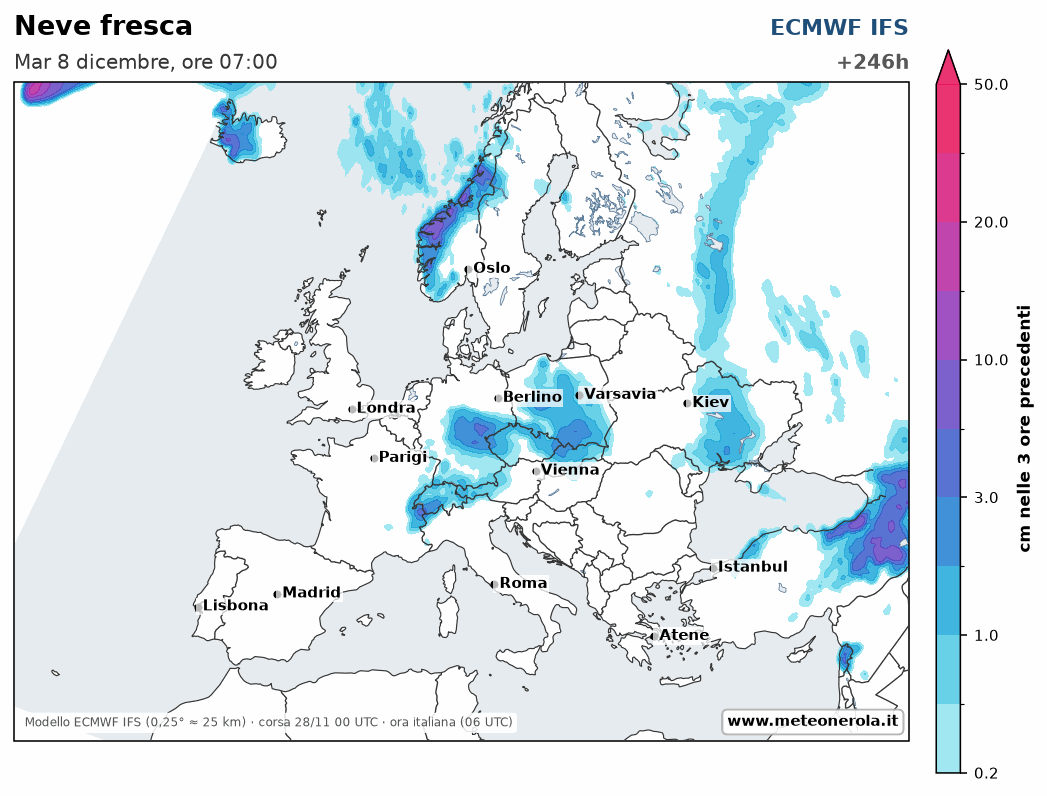 Neve fresca
ECMWF IFS
Mar 8 dicembre, ore 07:00
+246h
50.0
20.0
10.0
3.0
1.0
0.2
cm nelle 3 ore precedenti
Oslo
Berlino
Varsavia
Londra
Kiev
Parigi
Vienna
Istanbul
Roma
Madrid
Lisbona
Atene
Modello ECMWF IFS (0,25° ≈ 25 km) · corsa 28/11 00 UTC · ora italiana (06 UTC)
www.meteonerola.it